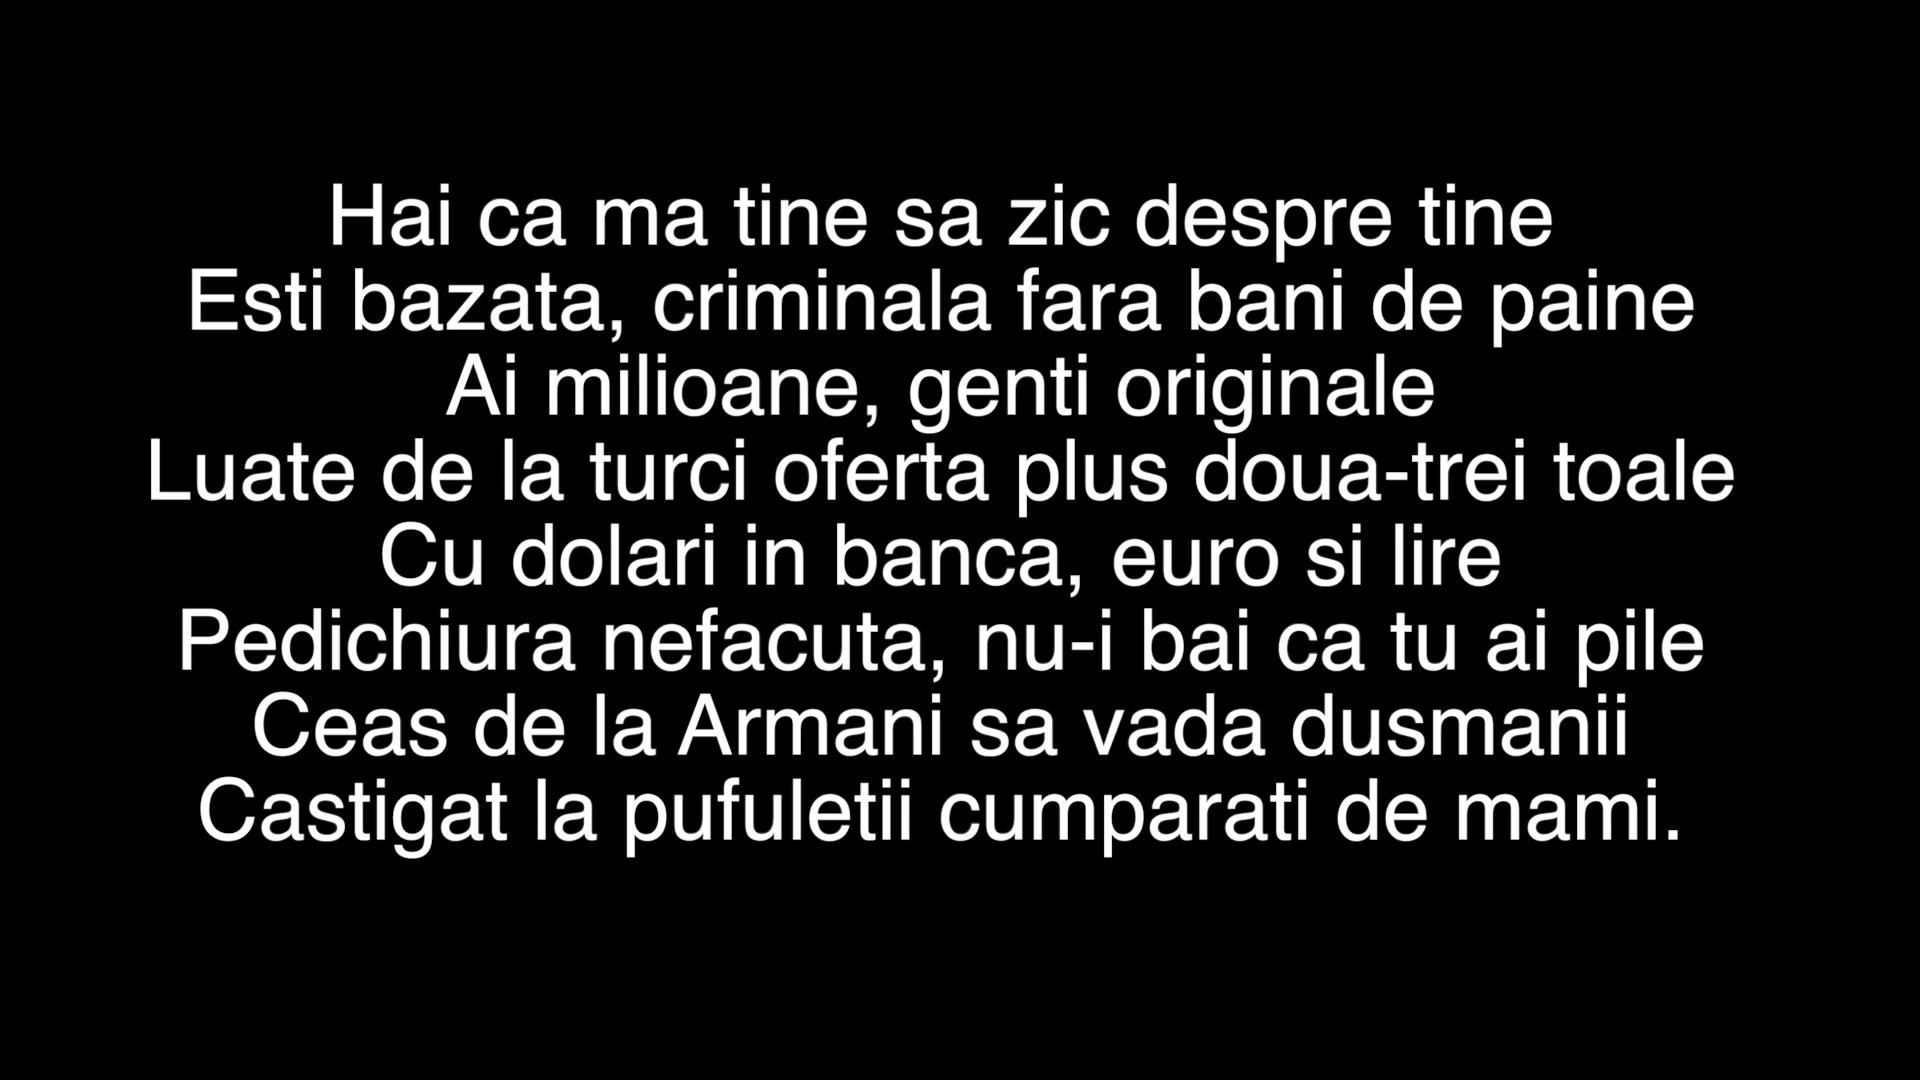 Hai ca ma tine sa zic despre tine
Esti bazata, criminala fara bani de paine
Ai milioane, genti originale
Luate de la turci oferta plus doua-trei toale
Cu dolari in banca, euro si lire
Pedichiura nefacuta, nu-i bai ca tu ai pile
Ceas de la Armani sa vada dusmanii
Castigat la pufuletii cumparati de mami.